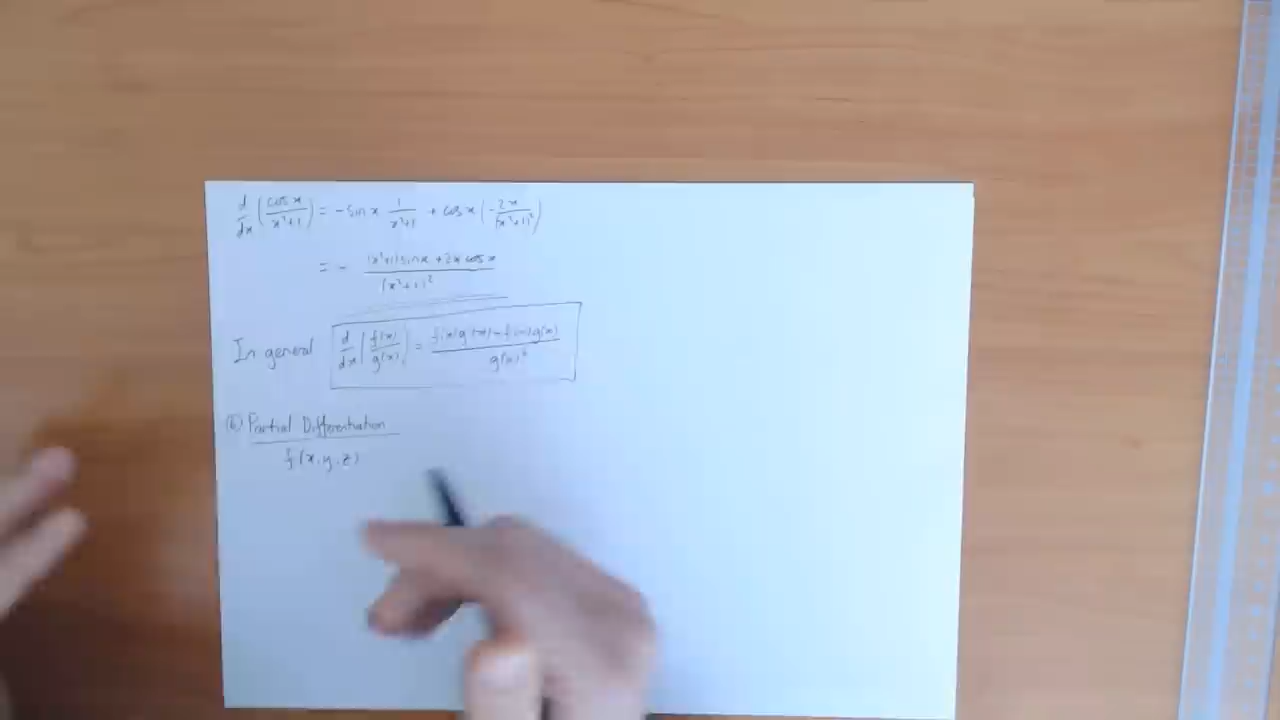 d/dx (cos x / x²+1) = - sin x 1/x²+1 + cos x (- 2x / (x²+1)²)
= - (x²+1) sin x + 2x cos x / (x²+1)²
In general d/dx (f(x) / g(x)) =
g(x)²
Partial Differentiation
f(x, y, z)